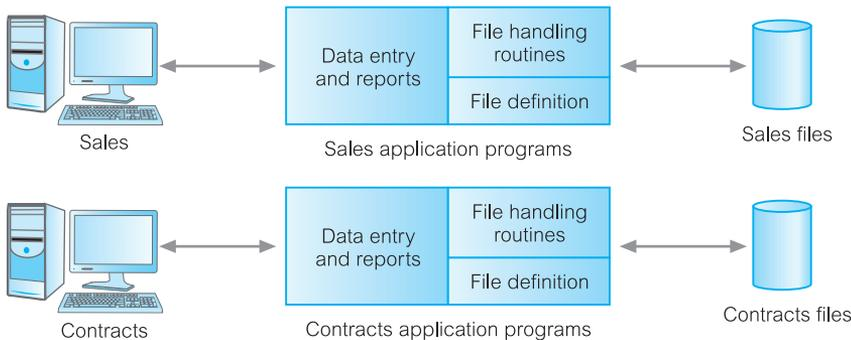 Data entry
and reports
File handling
routines
File definition
Sales
Sales application programs
Sales files
Data entry
and reports
File handling
routines
File definition
Contracts
Contracts application programs
Contracts files